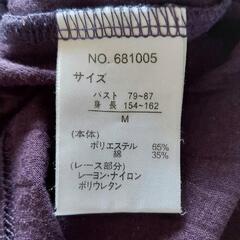 NO. 681005
サイズ
バスト 79~87
身長 154~162
M
(本体)
ポリエステル 65%
綿 35%
(レース部分)
レーヨン・ナイロン
ポリウレタン